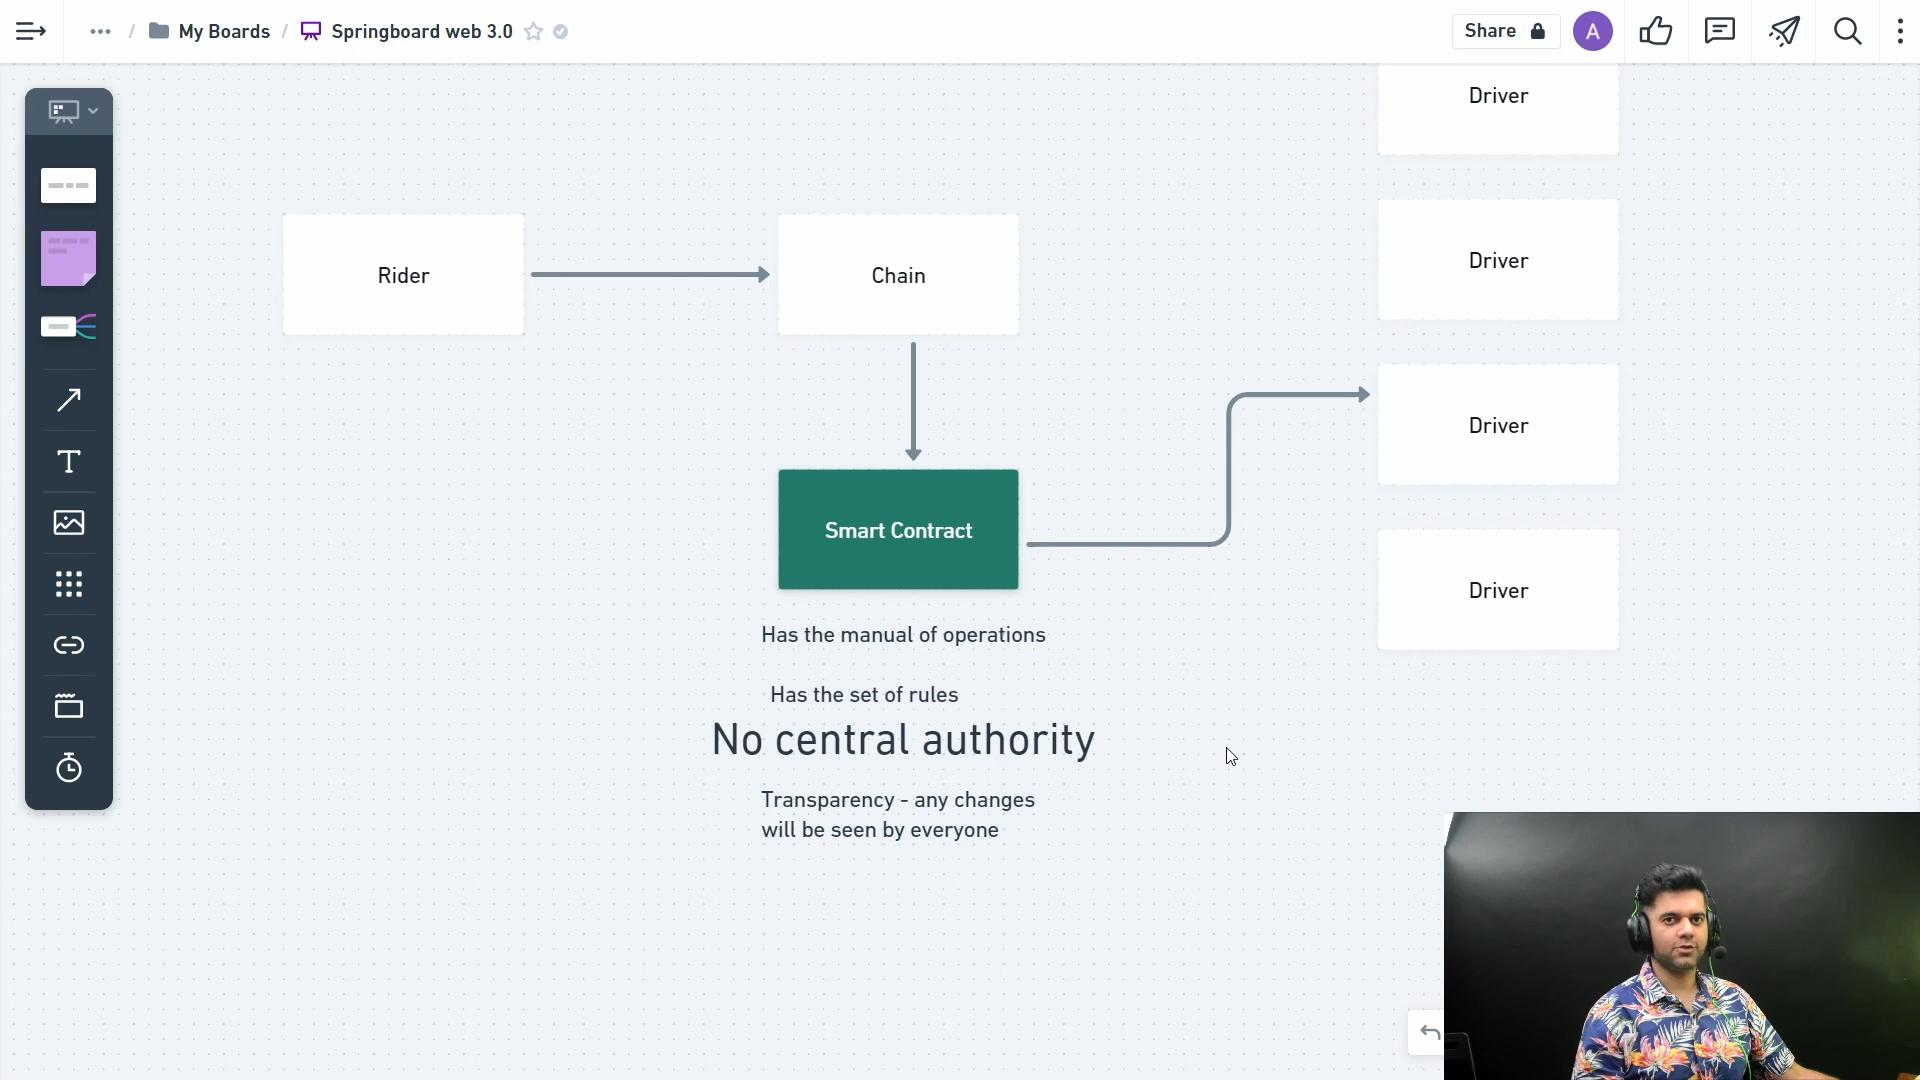 ... / My Boards / Springboard web 3.0
Share
A
Driver
Rider
Chain
Driver
Driver
Smart Contract
Driver
Has the manual of operations
Has the set of rules
No central authority
Transparency - any changes
will be seen by everyone
T